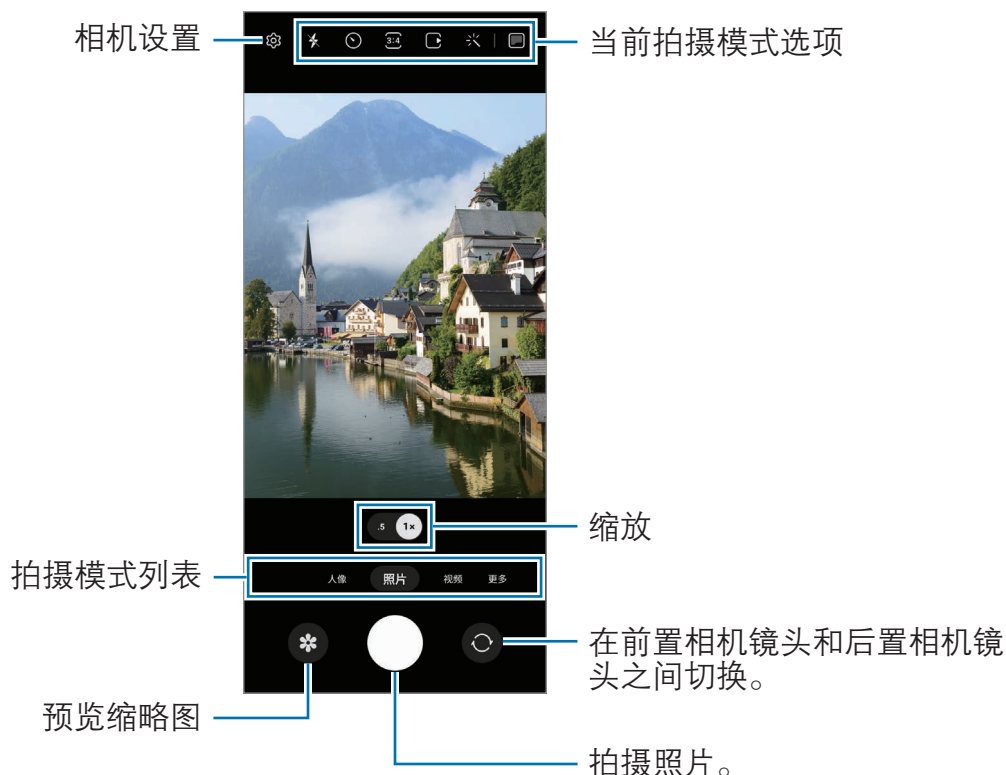 相机设置
3:4
当前拍摄模式选项
.5
1×
缩放
拍摄模式列表
人像
照片
视频
更多
在前置相机镜头和后置相机镜
头之间切换。
预览缩略图
拍摄照片。